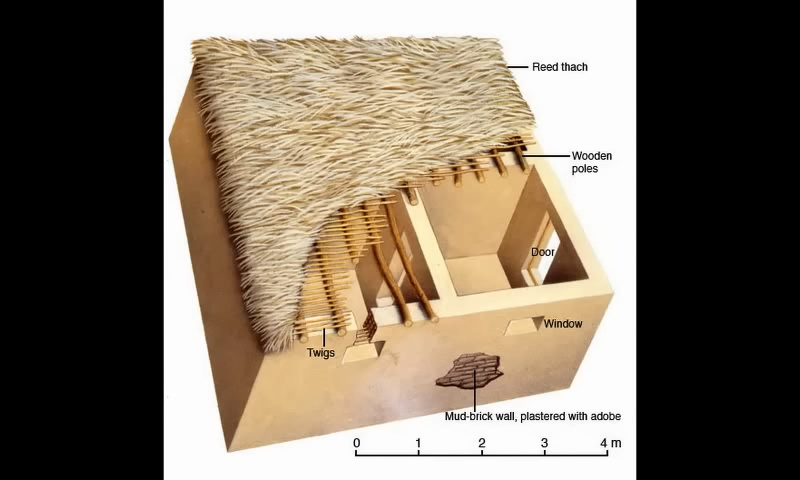 Reed thach
Wooden
poles
Door
Window
Twigs
Mud-brick wall, plastered with adobe
0 1 2 3 4 m